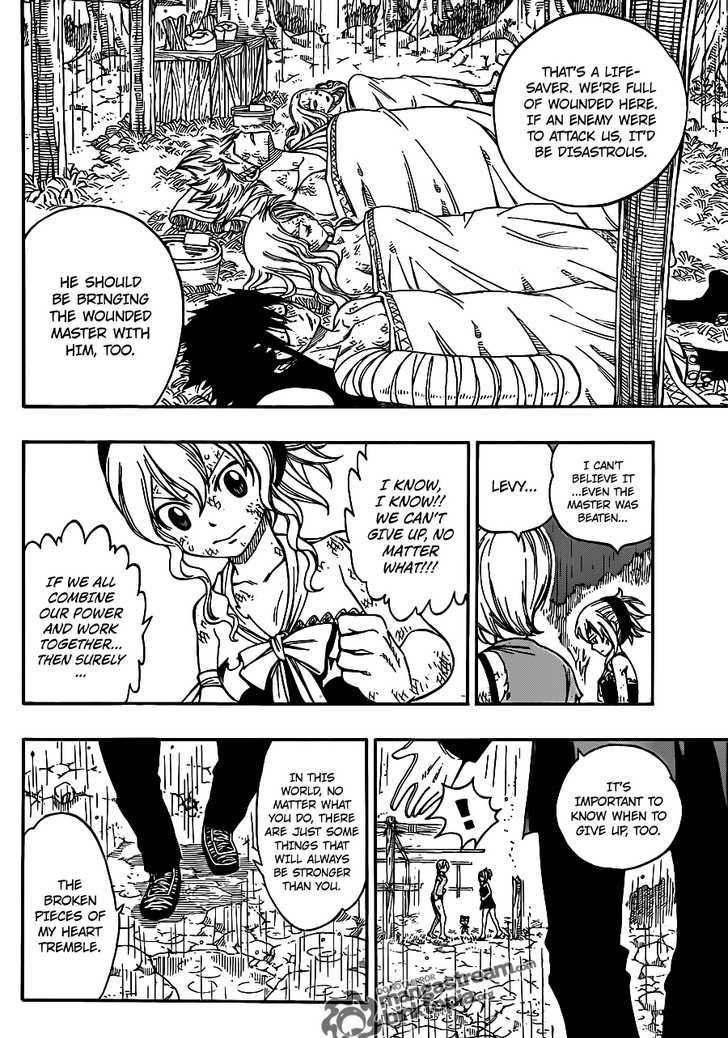 THAT'S A LIFE-
SAVER. WE'RE FULL
OF WOUNDED HERE.
IF AN ENEMY WERE
TO ATTACK US, IT'D
BE DISASTROUS.
HE SHOULD
BE BRINGING
THE WOUNDED
MASTER WITH
HIM, TOO.
I KNOW,
I KNOW!!
WE CAN'T
GIVE UP, NO
MATTER
WHAT!!!
IF WE ALL
COMBINE
OUR POWER
AND WORK
TOGETHER...
THEN SURELY
...
I CAN'T
BELIEVE IT
...EVEN THE
MASTER WAS
BEATEN...
LEVY...
IN THIS
WORLD, NO
MATTER WHAT
YOU DO, THERE
ARE JUST SOME
THINGS THAT
WILL ALWAYS
BE STRONGER
THAN YOU.
THE
BROKEN
PIECES OF
MY HEART
TREMBLE.
IT'S
IMPORTANT TO
KNOW WHEN TO
GIVE UP, TOO.
!
DO NOT MIRROR
mangastream.com